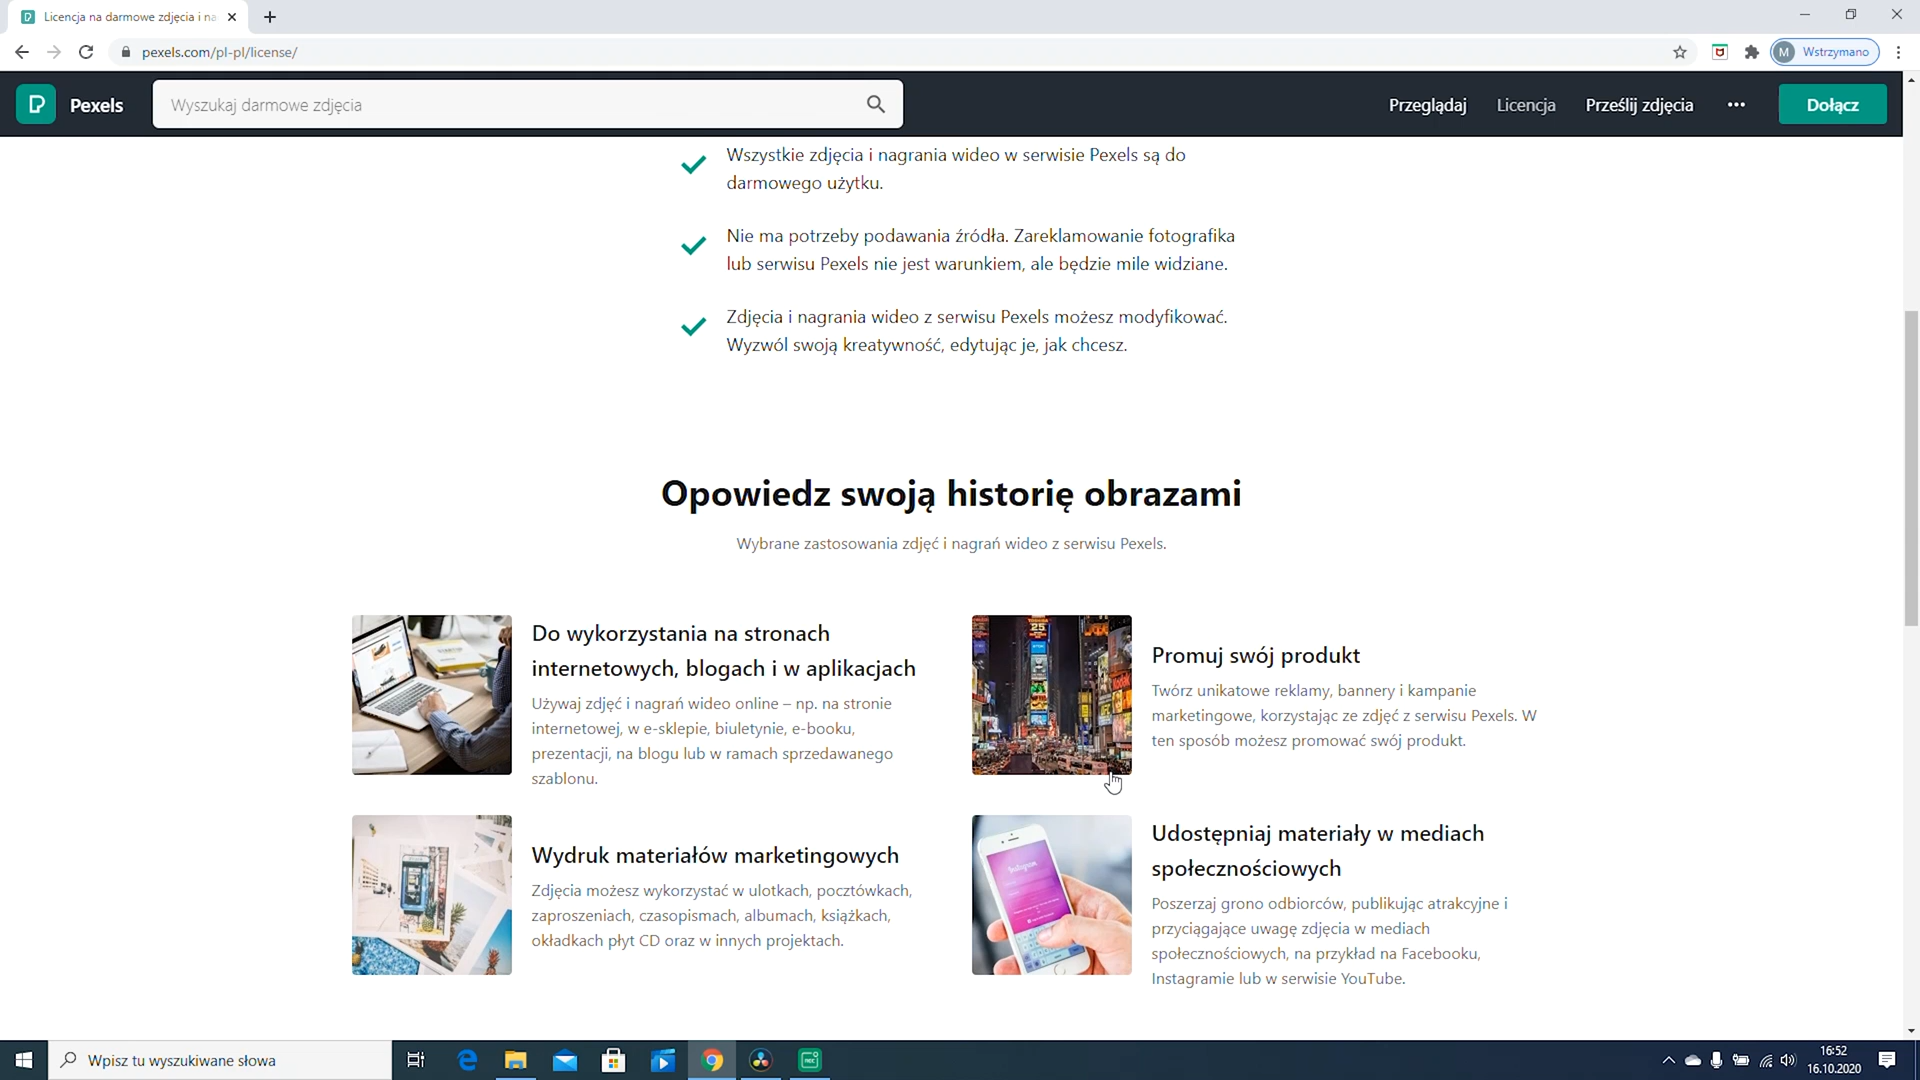 Licencja na darmowe zdjęcia i na
pexels.com/pl-pl/license/
M Wstrzymano
Pexels
Wyszukaj darmowe zdjęcia
Przeglądaj
Licencja
Prześlij zdjęcia
Dołącz
Wszystkie zdjęcia i nagrania wideo w serwisie Pexels są do
darmowego użytku.
Nie ma potrzeby podawania źródła. Zareklamowanie fotografika
lub serwisu Pexels nie jest warunkiem, ale będzie mile widziane.
Zdjęcia i nagrania wideo z serwisu Pexels możesz modyfikować.
Wyzwól swoją kreatywność, edytując je, jak chcesz.
Opowiedz swoją historię obrazami
Wybrane zastosowania zdjęć i nagrań wideo z serwisu Pexels.
Do wykorzystania na stronach
internetowych, blogach i w aplikacjach
Używaj zdjęć i nagrań wideo online – np. na stronie
internetowej, w e-sklepie, biuletynie, e-booku,
prezentacji, na blogu lub w ramach sprzedawanego
szablonu.
25
Promuj swój produkt
Twórz unikatowe reklamy, bannery i kampanie
marketingowe, korzystając ze zdjęć z serwisu Pexels. W
ten sposób możesz promować swój produkt.
Wydruk materiałów marketingowych
Zdjęcia możesz wykorzystać w ulotkach, pocztówkach,
zaproszeniach, czasopismach, albumach, książkach,
okładkach płyt CD oraz w innych projektach.
Instagram
Udostępniaj materiały w mediach
społecznościowych
Poszerzaj grono odbiorców, publikując atrakcyjne i
przyciągające uwagę zdjęcia w mediach
społecznościowych, na przykład na Facebooku,
Instagramie lub w serwisie YouTube.
Wpisz tu wyszukiwane słowa
16:52
16.10.2020